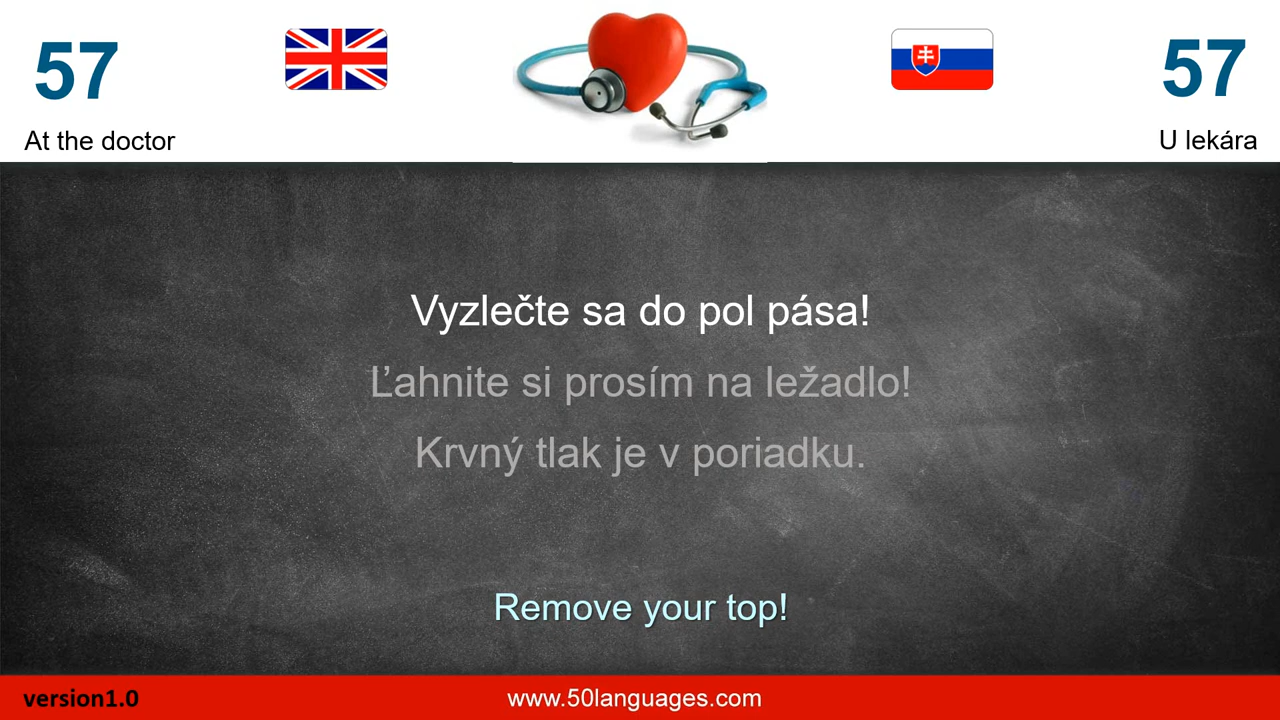 57
57
At the doctor
U lekára
Vyzlečte sa do pol pása!
Ľahnite si prosím na ležadlo!
Krvný tlak je v poriadku.
Remove your top!
version1.0
www.50languages.com